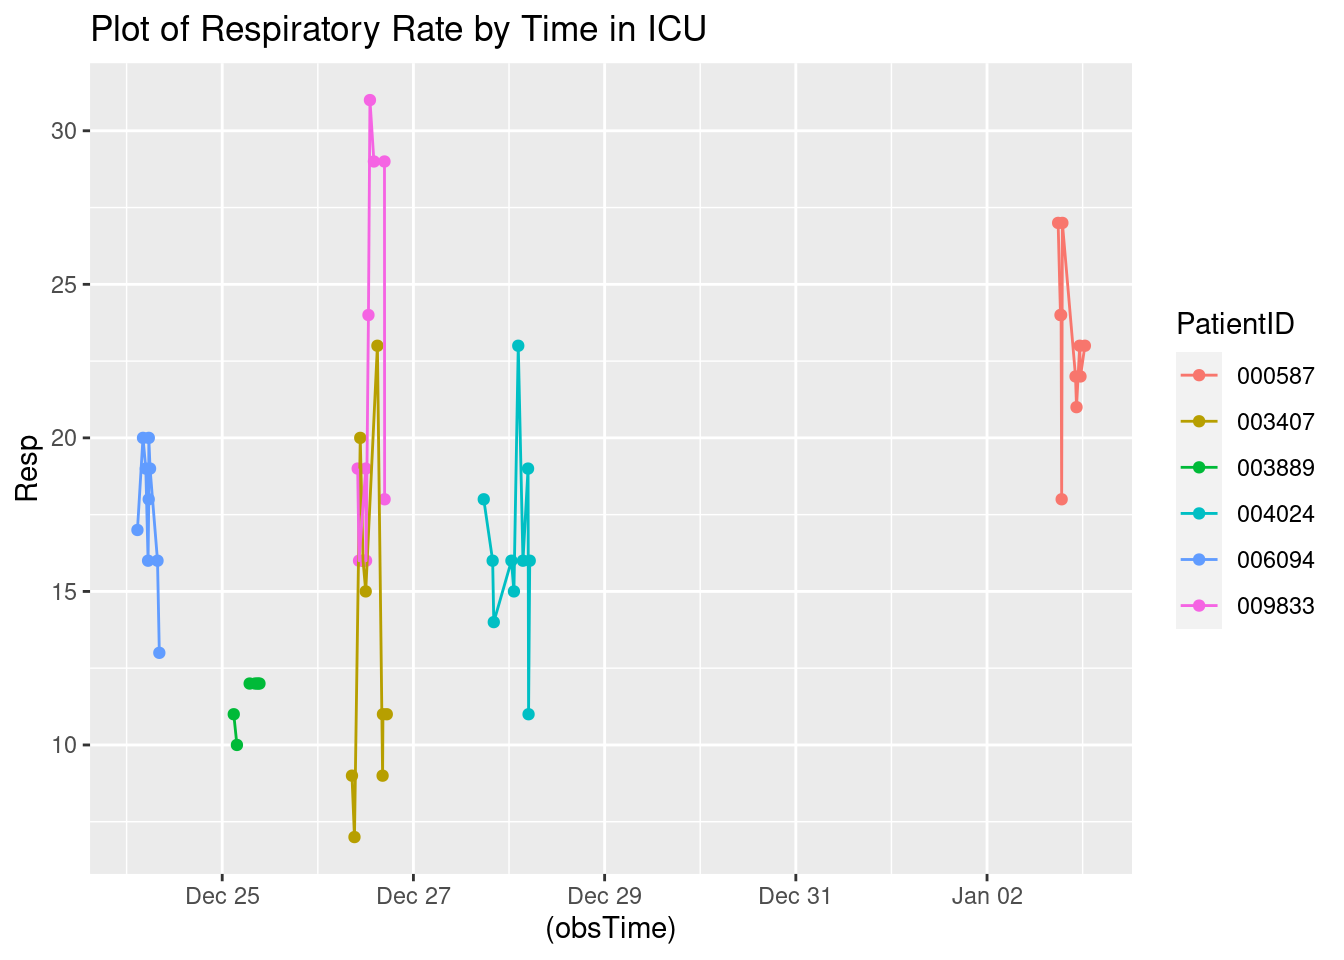 Plot of Respiratory Rate by Time in ICU
Resp
30
25
20
15
10
Dec 25
Dec 27
Dec 29
Dec 31
Jan 02
(obsTime)
PatientID
000587
003407
003889
004024
006094
009833